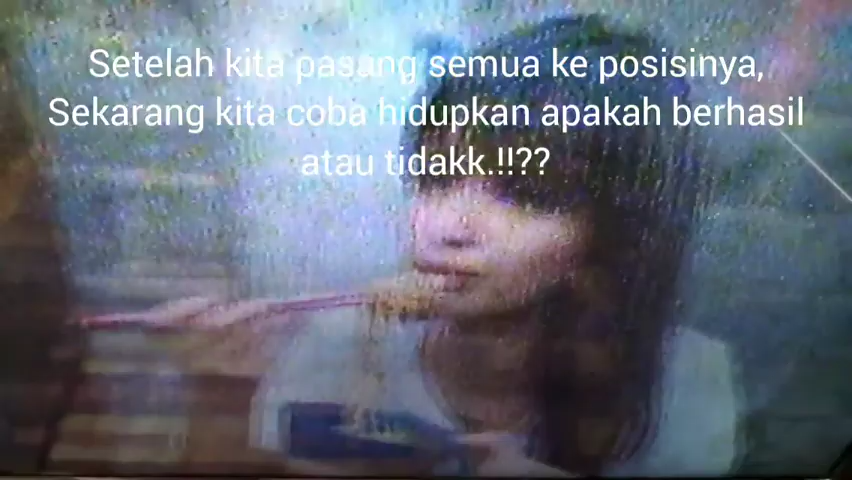 Setelah kita pasang semua ke posisinya,
Sekarang kita coba hidupkan apakah berhasil
atau tidakk.!!??